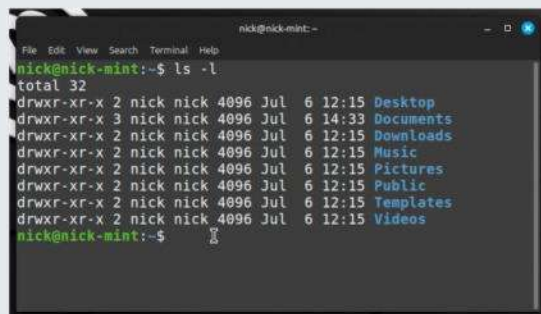 nick@nick-mint: ~
File Edit View Search Terminal Help
nick@nick-mint:~$ ls -l
total 32
drwxr-xr-x 2 nick nick 4096 Jul  6 12:15 Desktop
drwxr-xr-x 3 nick nick 4096 Jul  6 14:33 Documents
drwxr-xr-x 2 nick nick 4096 Jul  6 12:15 Downloads
drwxr-xr-x 2 nick nick 4096 Jul  6 12:15 Music
drwxr-xr-x 2 nick nick 4096 Jul  6 12:15 Pictures
drwxr-xr-x 2 nick nick 4096 Jul  6 12:15 Public
drwxr-xr-x 2 nick nick 4096 Jul  6 12:15 Templates
drwxr-xr-x 2 nick nick 4096 Jul  6 12:15 Videos
nick@nick-mint:~$